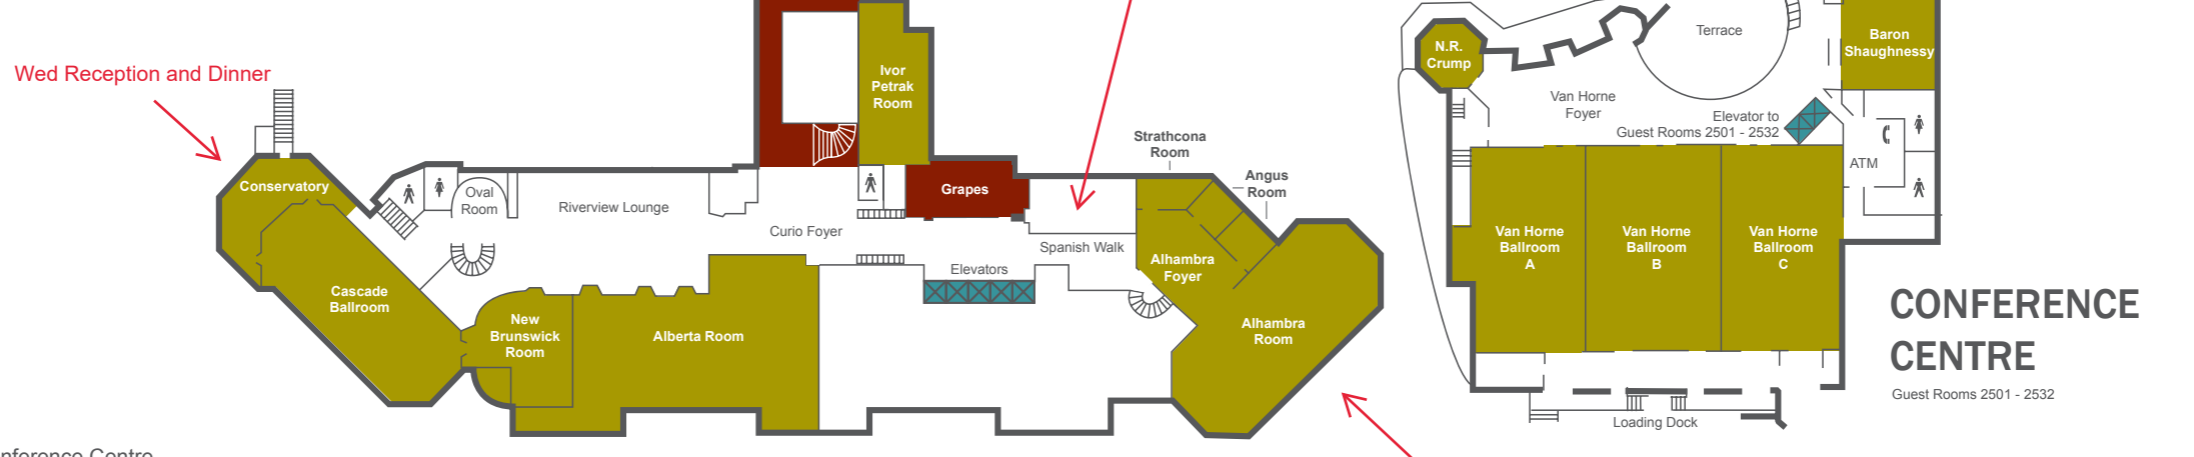 Wed Reception and Dinner
Conservatory
Cascade
Ballroom
Oval
Room
Riverview Lounge
New
Brunswick
Room
Alberta Room
Curio Foyer
Ivor
Petrak
Room
Grapes
Elevators
Spanish Walk
Strathcona
Room
Angus
Room
Alhambra
Foyer
Alhambra
Room
N.R.
Crump
Terrace
Baron
Shaughnessy
Van Horne
Foyer
Elevator to
Guest Rooms 2501 - 2532
ATM
Van Horne
Ballroom
A
Van Horne
Ballroom
B
Van Horne
Ballroom
C
Loading Dock
CONFERENCE
CENTRE
Guest Rooms 2501 - 2532
nference Centre